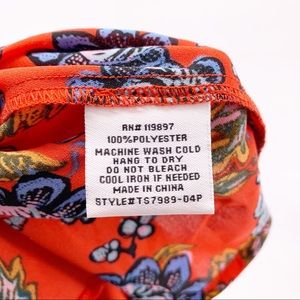 RN# 119897
100%POLYESTER
MACHINE WASH COLD
HANG TO DRY
DO NOT BLEACH
COOL IRON IF NEEDED
MADE IN CHINA
STYLE#TS7989-04P